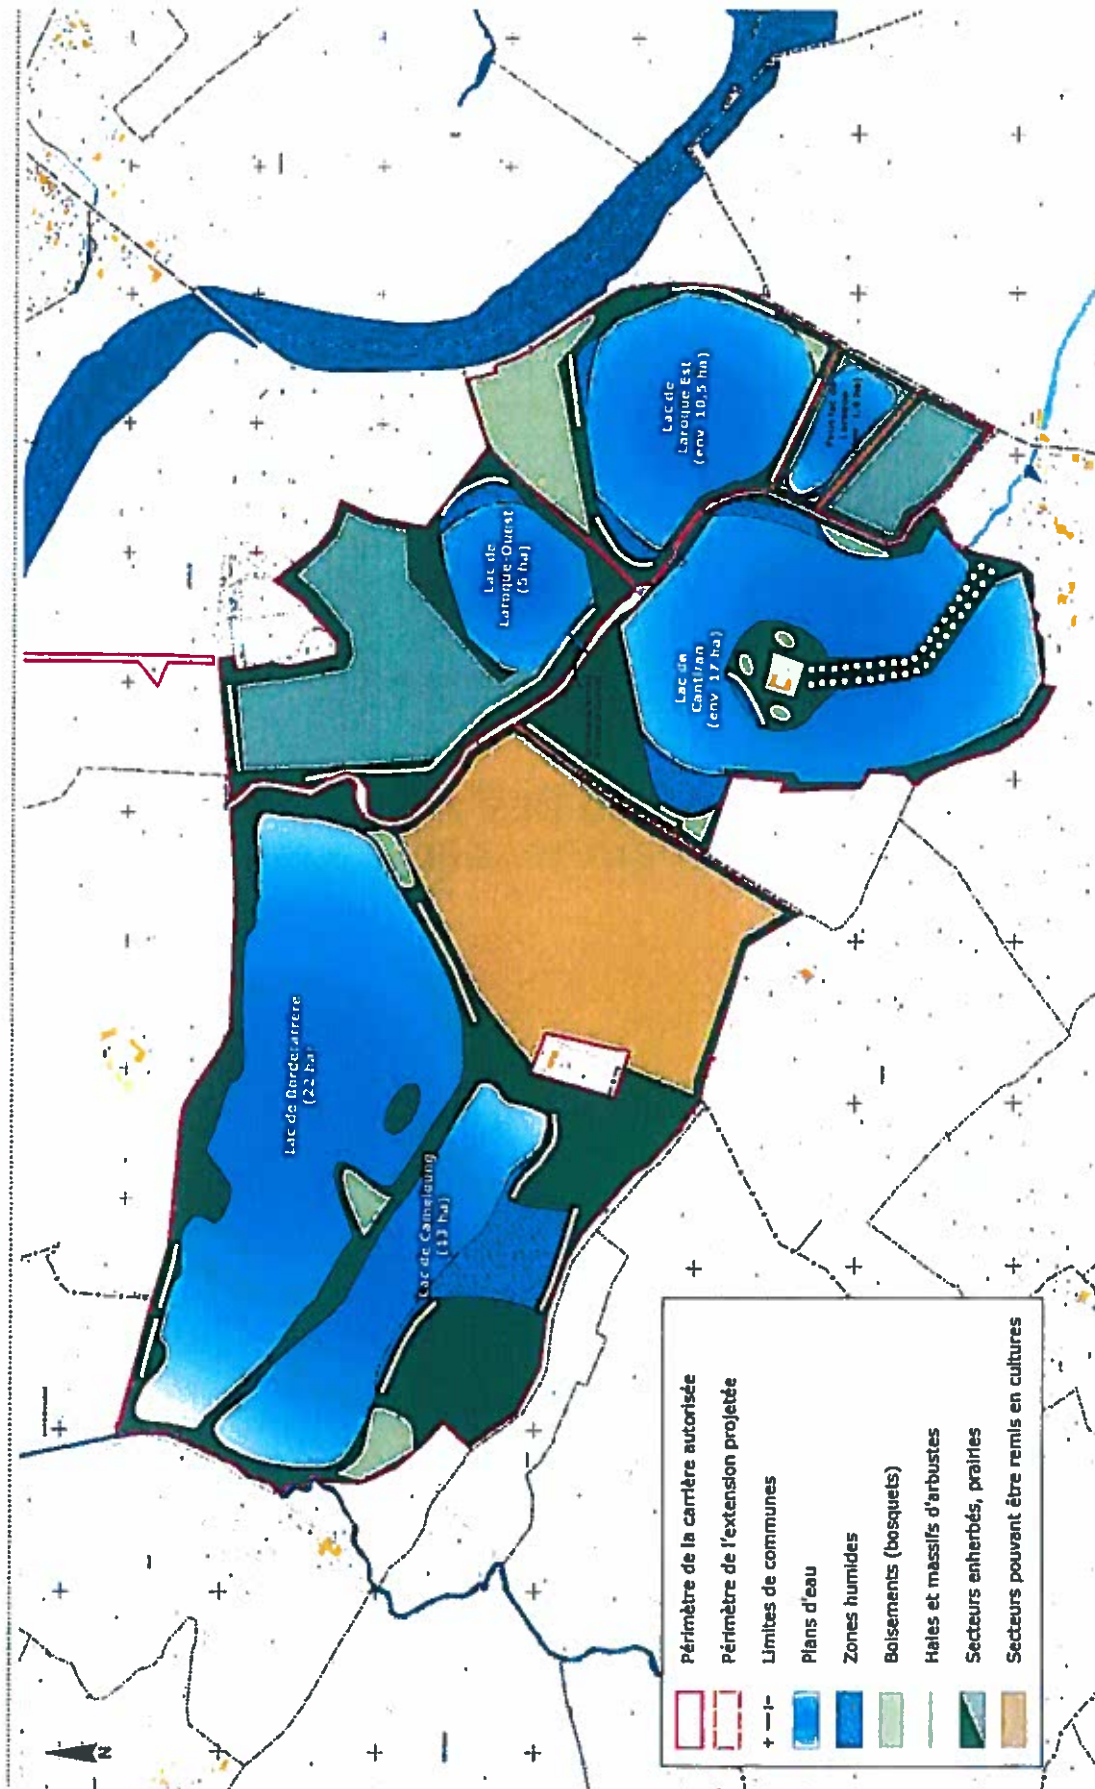 Lac de Borderarrere
(22 ha)
Lac de Cameloung
(13 ha)
Lac de
Laroque-Ouest
(5 ha)
Lac de
Laroque Est
(env 10,5 ha)
Lac de
Cantiran
(env 17 ha)
N
Périmètre de la carrière autorisée
Périmètre de l'extension projetée
Limites de communes
Plans d'eau
Zones humides
Boisements (bosquets)
Haies et massifs d'arbustes
Secteurs enherbés, prairies
Secteurs pouvant être remis en cultures